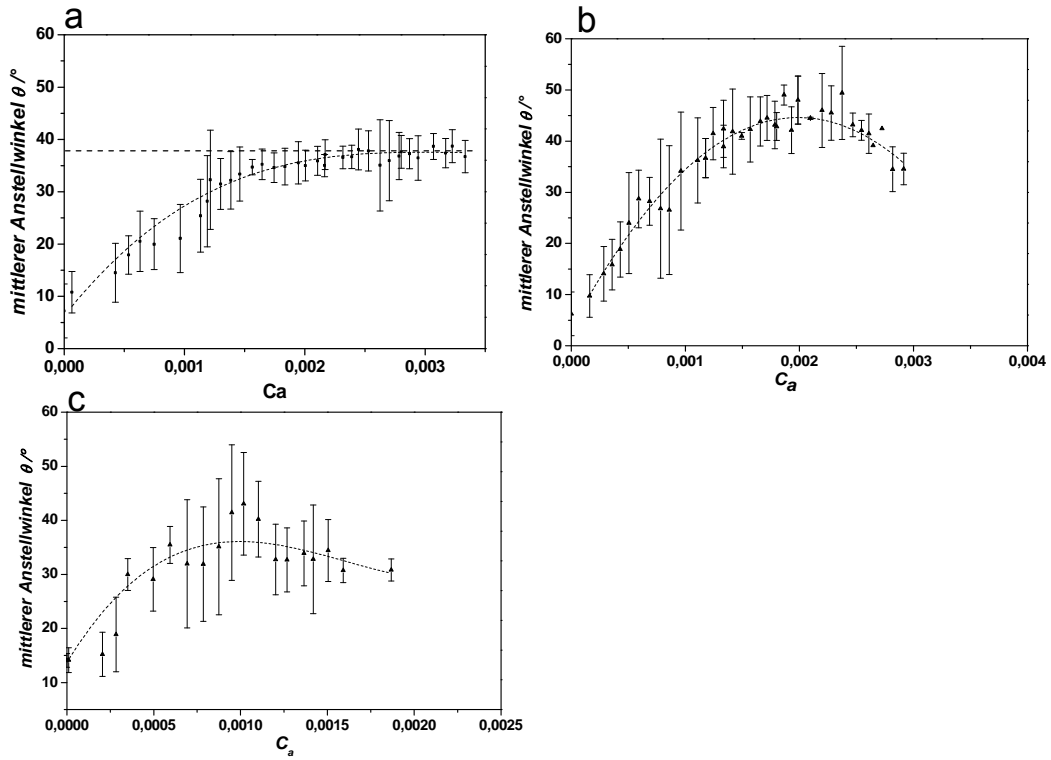 a
mittlerer Anstellwinkel θ /°
60
50
40
30
20
10
0
0,000 0,001 0,002 0,003
Ca
b
mittlerer Anstellwinkel θ /°
60
50
40
30
20
10
0
0,000 0,001 0,002 0,003 0,004
Ca
c
mittlerer Anstellwinkel θ /°
60
50
40
30
20
10
0,0000 0,0005 0,0010 0,0015 0,0020 0,0025
Ca